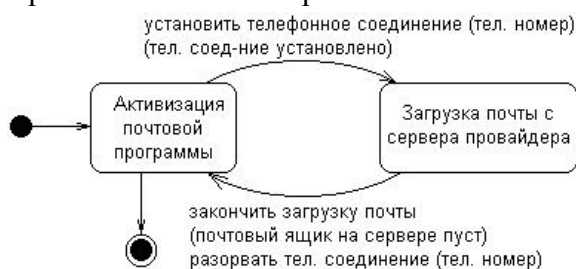 установить телефонное соединение (тел. номер)
(тел. соед-ние установлено)
Активизация
почтовой
программы
Загрузка почты с
сервера провайдера
закончить загрузку почты
(почтовый ящик на сервере пуст)
разорвать тел. соединение (тел. номер)